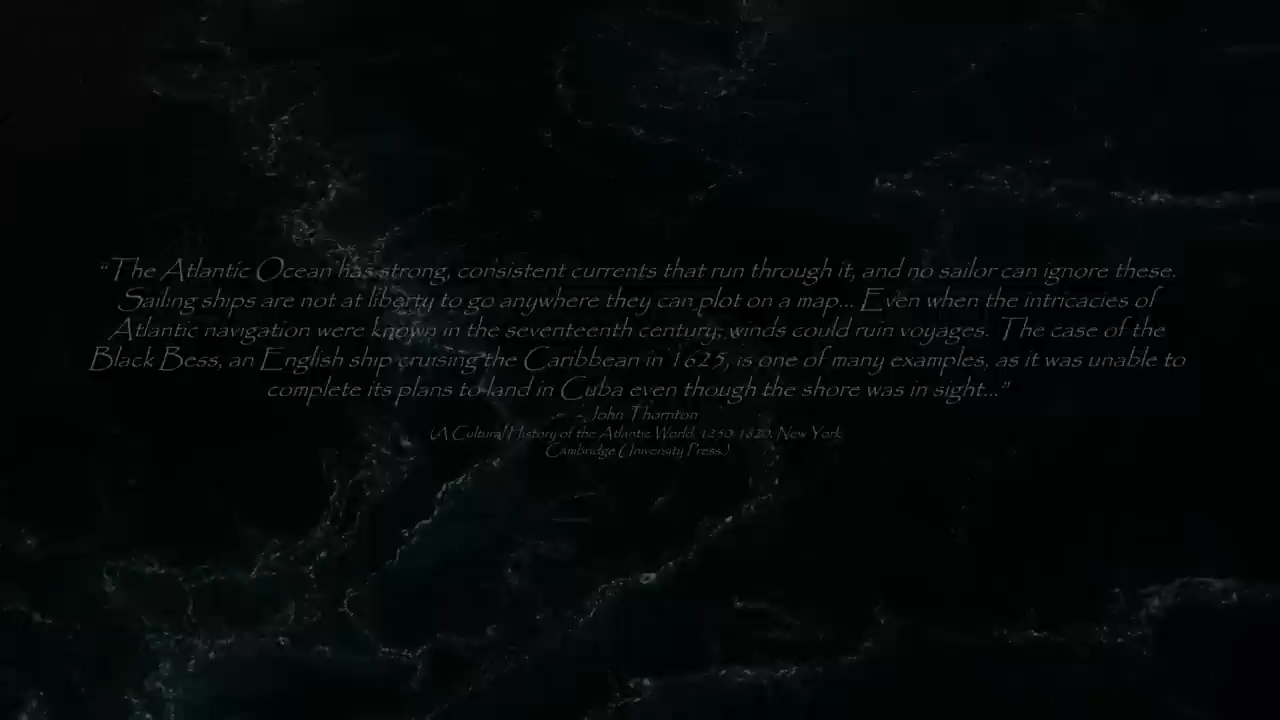 "The Atlantic Ocean has strong, consistent currents that run through it, and no sailor can ignore these.
Sailing ships are not at liberty to go anywhere they can plot on a map... Even when the intricacies of
Atlantic navigation were known in the seventeenth century, winds could ruin voyages. The case of the
Black Bess, an English ship cruising the Caribbean in 1625, is one of many examples, as it was unable to
complete its plans to land in Cuba even though the shore was in sight..."
- John Thornton
(A Cultural History of the Atlantic World, 1250-1820. New York:
Cambridge University Press.)